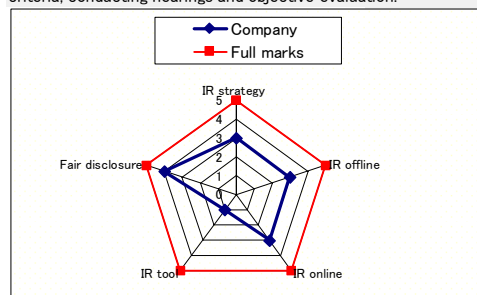 criteria, conducting hearings and objective evaluation.
Company
Full marks
IR strategy
5
4
3
2
1
0
Fair disclosure
IR offline
IR tool
IR online